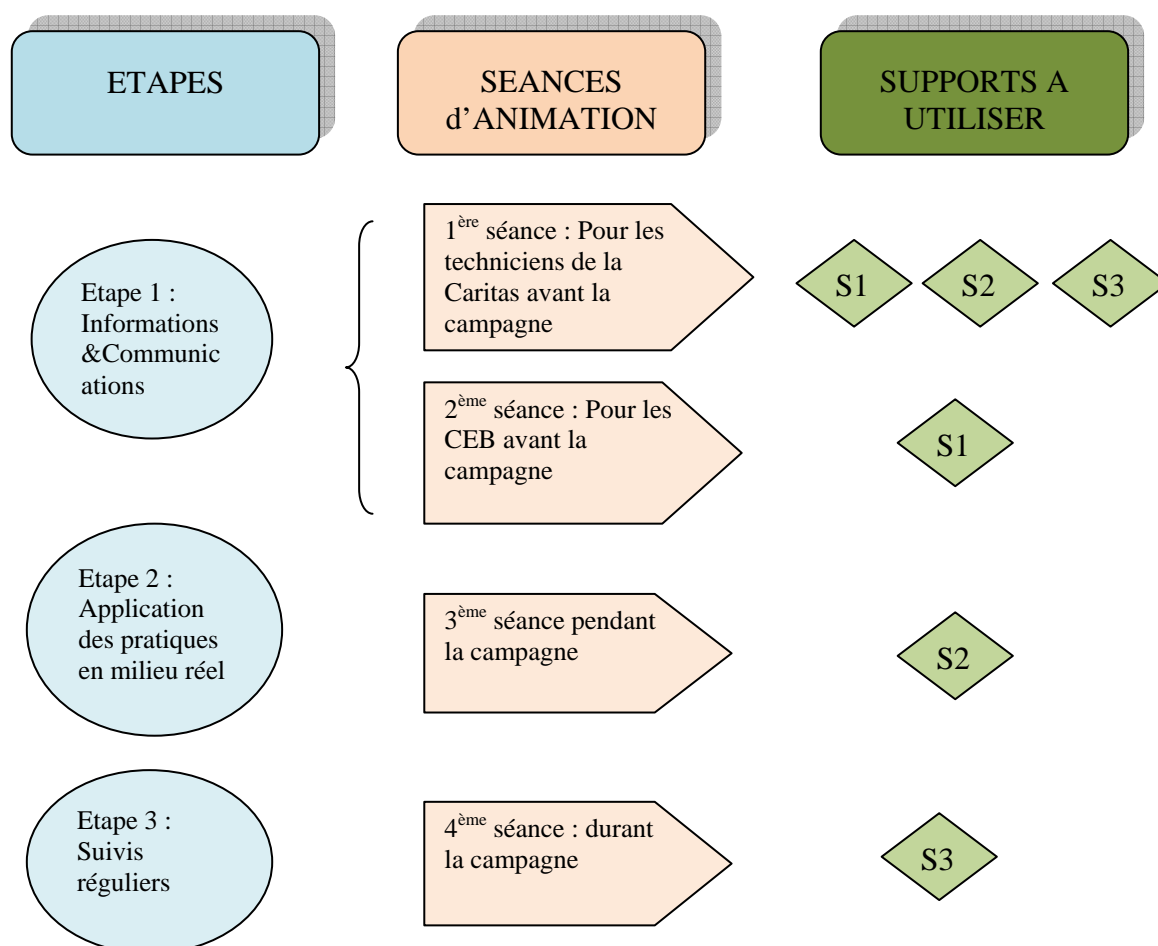 ETAPES
SEANCES
d’ANIMATION
SUPPORTS A
UTILISER
Etape 1 :
Informations
&Communic
ations
1ère séance : Pour les
techniciens de la
Caritas avant la
campagne
S1
S2
S3
2ème séance : Pour les
CEB avant la
campagne
S1
Etape 2 :
Application
des pratiques
en milieu réel
3ème séance pendant
la campagne
S2
Etape 3 :
Suivis
réguliers
4ème séance : durant
la campagne
S3